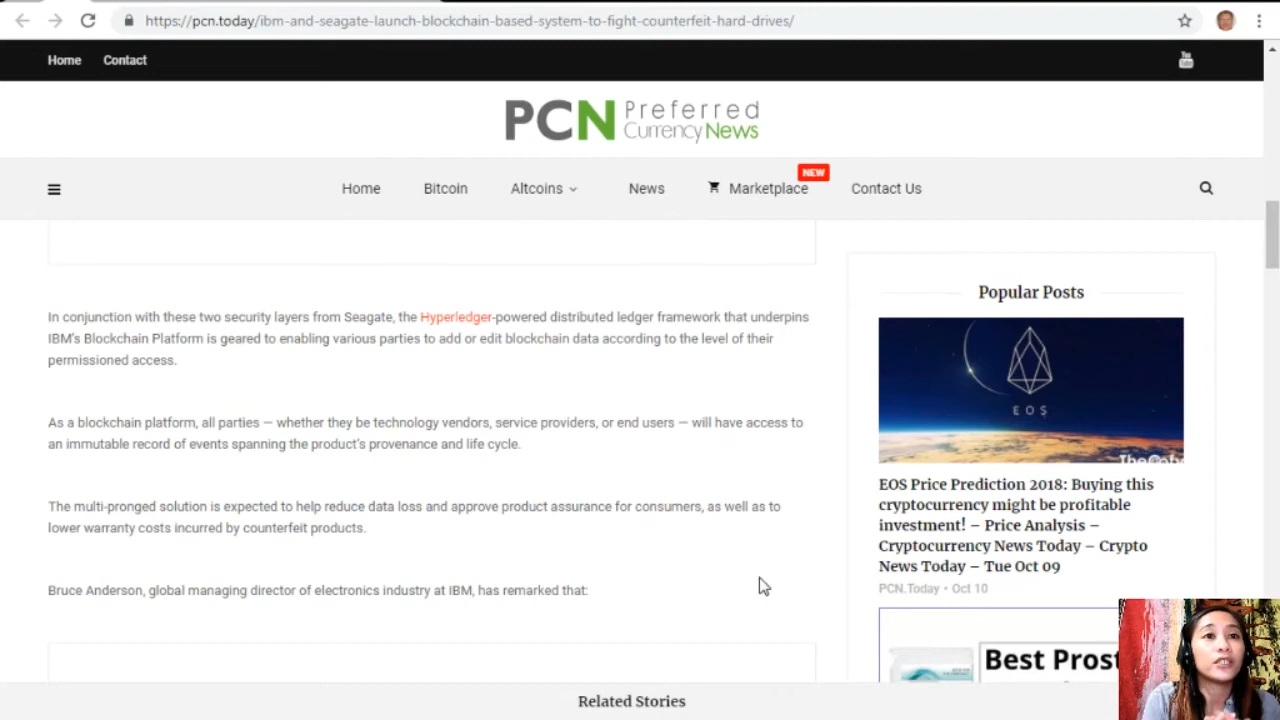 https://pcn.today/ibm-and-seagate-launch-blockchain-based-system-to-fight-counterfeit-hard-drives/
Home Contact
You Tube
PCN Preferred
CurrencyNews
NEW
Home Bitcoin Altcoins News Marketplace Contact Us
In conjunction with these two security layers from Seagate, the Hyperledger-powered distributed ledger framework that underpins
IBM's Blockchain Platform is geared to enabling various parties to add or edit blockchain data according to the level of their
permissioned access.
As a blockchain platform, all parties — whether they be technology vendors, service providers, or end users — will have access to
an immutable record of events spanning the product's provenance and life cycle.
The multi-pronged solution is expected to help reduce data loss and approve product assurance for consumers, as well as to
lower warranty costs incurred by counterfeit products.
Bruce Anderson, global managing director of electronics industry at IBM, has remarked that:
Popular Posts
EOS
EOS Price Prediction 2018: Buying this
cryptocurrency might be profitable
investment! – Price Analysis –
Cryptocurrency News Today – Crypto
News Today – Tue Oct 09
PCN.Today • Oct 10
Best Prost
Related Stories